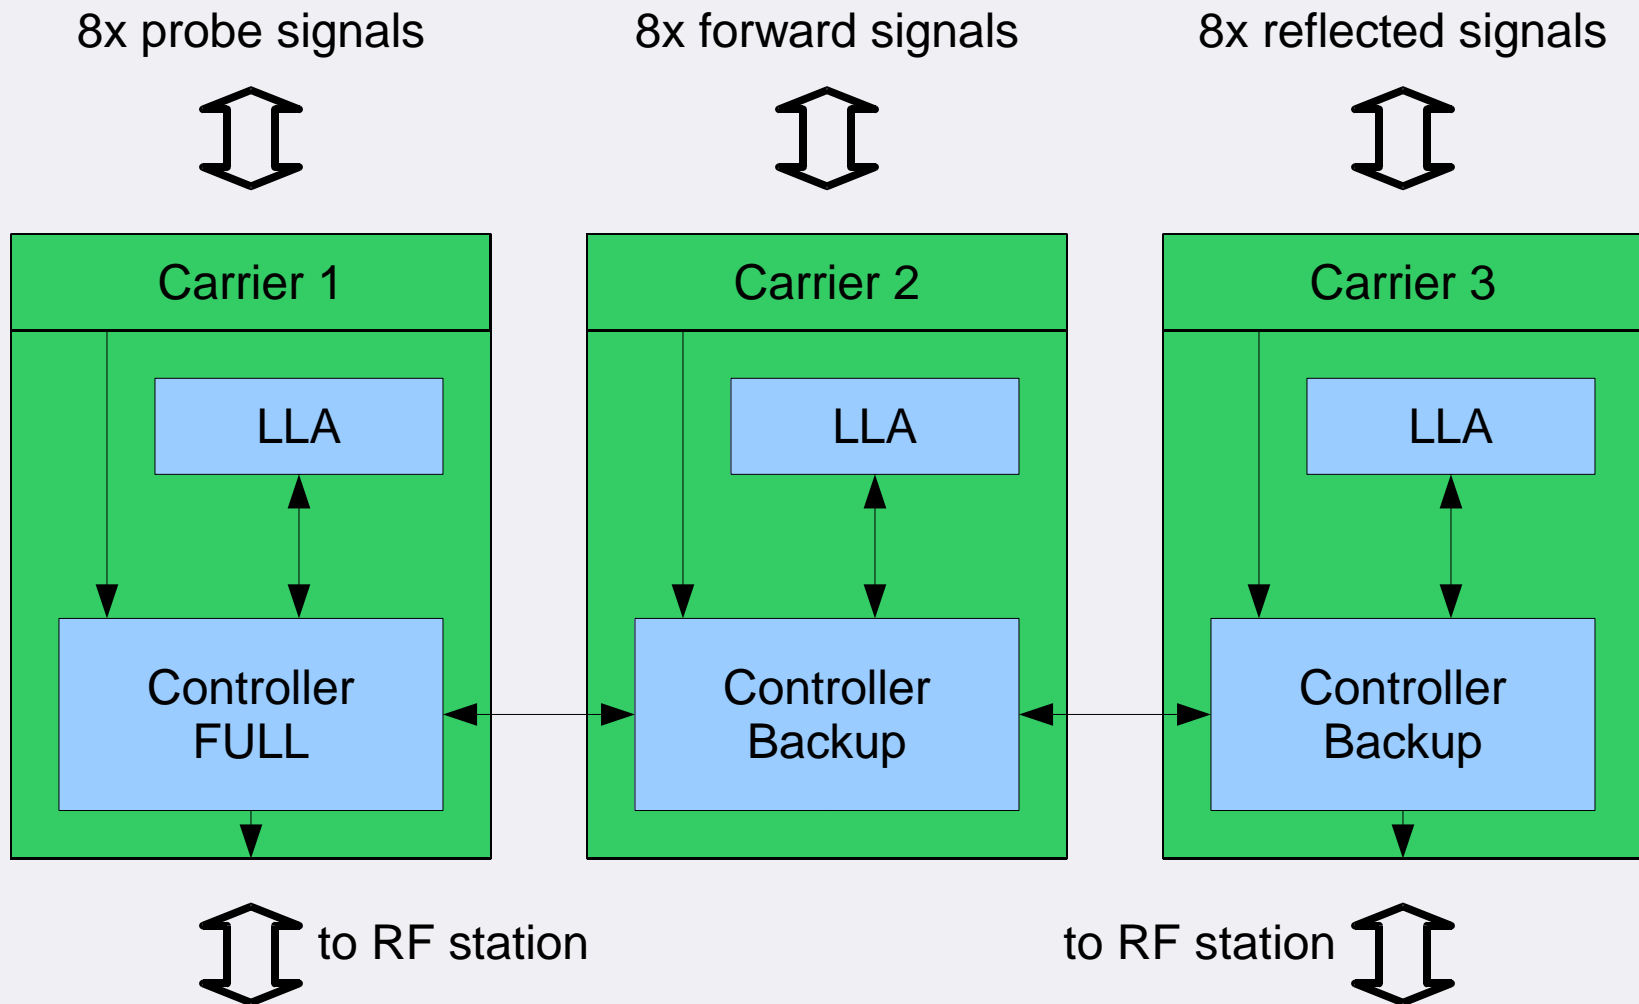 8x probe signals
8x forward signals
8x reflected signals
Carrier 1
Carrier 2
Carrier 3
LLA
LLA
LLA
Controller
FULL
Controller
Backup
Controller
Backup
to RF station
to RF station